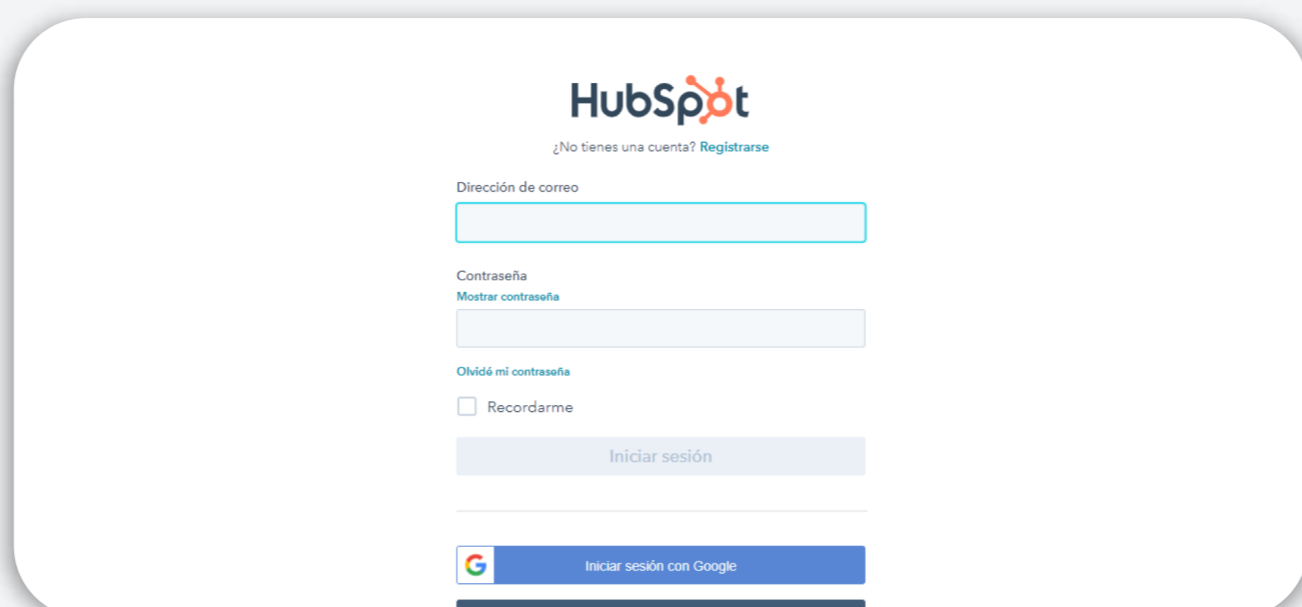 HubSpot
¿No tienes una cuenta? Registrarse
Dirección de correo
Contraseña
Mostrar contraseña
Olvidé mi contraseña
Recordarme
Iniciar sesión
Iniciar sesión con Google